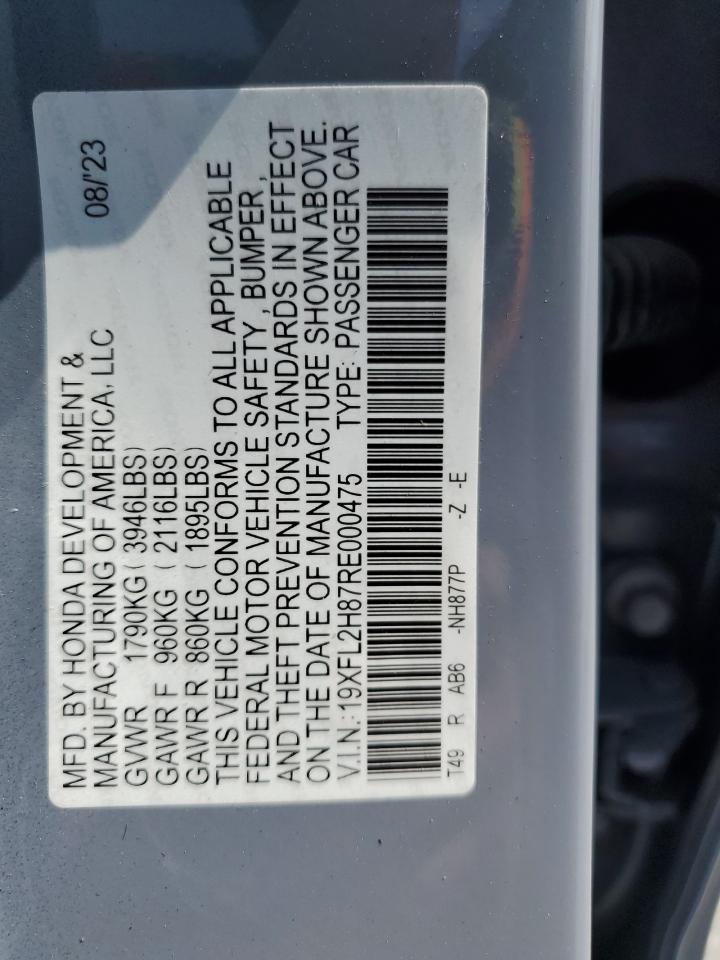 MFD. BY HONDA DEVELOPMENT & 08/'23
MANUFACTURING OF AMERICA, LLC
GVWR 1790KG ( 3946LBS)
GAWR F 960KG ( 2116LBS)
GAWR R 860KG ( 1895LBS)
THIS VEHICLE CONFORMS TO ALL APPLICABLE
FEDERAL MOTOR VEHICLE SAFETY , BUMPER ,
AND THEFT PREVENTION STANDARDS IN EFFECT
ON THE DATE OF MANUFACTURE SHOWN ABOVE.
V.I.N.: 19XFL2H87RE000475 TYPE: PASSENGER CAR
T49 R AB6 -NH877P -Z -E